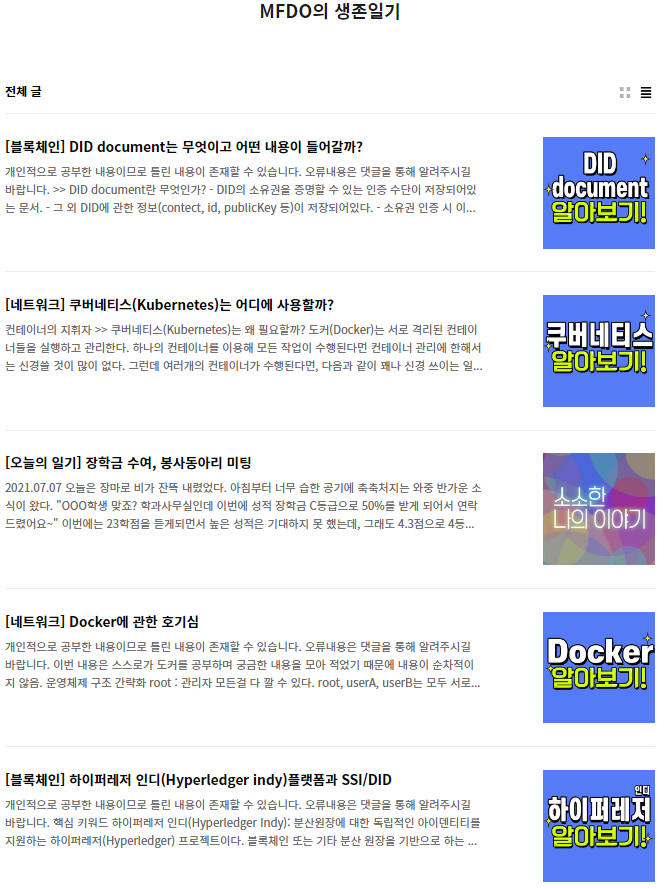 MFDO의 생존일기
전체 글
[블록체인] DID document는 무엇이고 어떤 내용이 들어갈까?
개인적으로 공부한 내용이므로 틀린 내용이 존재할 수 있습니다. 오류내용은 댓글을 통해 알려주시길
바랍니다. >> DID document란 무엇인가? - DID의 소유권을 증명할 수 있는 인증 수단이 저장되어있
는 문서. - 그 외 DID에 관한 정보(contect, id, publicKey 등)이 저장되어있다. - 소유권 인증 시 이...
DID
document
알아보기!
[네트워크] 쿠버네티스(Kubernetes)는 어디에 사용할까?
컨테이너의 지휘자 >> 쿠버네티스(Kubernetes)는 왜 필요할까? 도커(Docker)는 서로 격리된 컨테이
너들을 실행하고 관리한다. 하나의 컨테이너를 이용해 모든 작업이 수행된다면 컨테이너 관리에 한해서
는 신경쓸 것이 많이 없다. 그런데 여러개의 컨테이너가 수행된다면, 다음과 같이 꽤나 신경 쓰이는 일...
쿠버네티스
알아보기!
[오늘의 일기] 장학금 수여, 봉사동아리 미팅
2021.07.07 오늘은 장마로 비가 잔뜩 내렸었다. 아침부터 너무 습한 공기에 축축처지는 와중 반가운 소
식이 왔다. "OOO학생 맞죠? 학과사무실인데 이번에 성적 장학금 C등급으로 50%를 받게 되어서 연락
드렸어요~" 이번에는 23학점을 듣게되면서 높은 성적은 기대하지 못 했는데, 그래도 4.3점으로 4등...
소소한
나의 이야기
[네트워크] Docker에 관한 호기심
개인적으로 공부한 내용이므로 틀린 내용이 존재할 수 있습니다. 오류내용은 댓글을 통해 알려주시길
바랍니다. 이번 내용은 스스로가 도커를 공부하며 궁금한 내용을 모아 적었기 때문에 내용이 순차적이
지 않음. 운영체제 구조 간략화 root : 관리자 모든걸 다 깔 수 있다. root, userA, userB는 모두 서로...
Docker
알아보기!
[블록체인] 하이퍼레저 인디(Hyperledger indy)플랫폼과 SSI/DID
개인적으로 공부한 내용이므로 틀린 내용이 존재할 수 있습니다. 오류내용은 댓글을 통해 알려주시길
바랍니다. 핵심 키워드 하이퍼레저 인디(Hyperledger Indy): 분산원장에 대한 독립적인 아이덴티티를
지원하는 하이퍼레저(Hyperledger) 프로젝트이다. 블록체인 또는 기타 분산 원장을 기반으로 하는 ...
인디
하이퍼레저
알아보기!